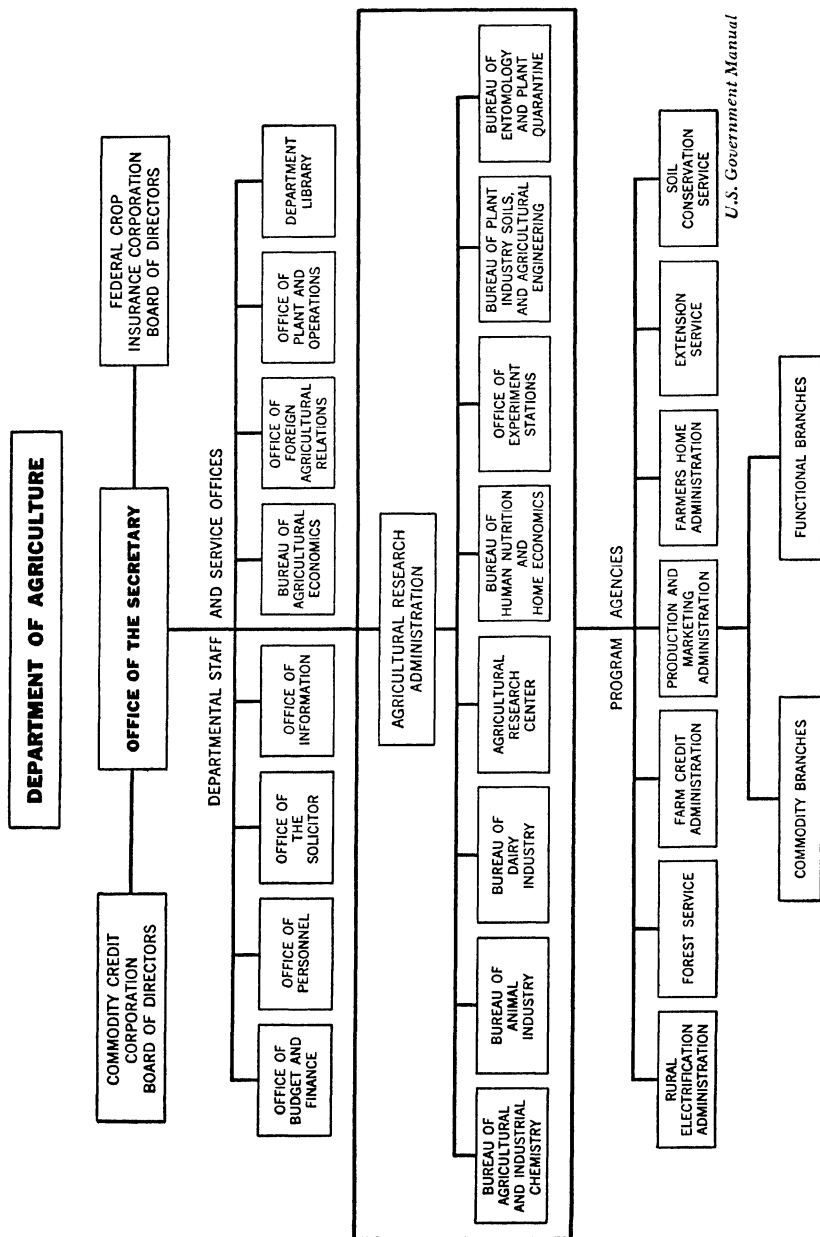 DEPARTMENT OF AGRICULTURE
COMMODITY CREDIT
CORPORATION
BOARD OF DIRECTORS
OFFICE OF THE SECRETARY
FEDERAL CROP
INSURANCE CORPORATION
BOARD OF DIRECTORS
DEPARTMENTAL STAFF AND SERVICE OFFICES
OFFICE OF
BUDGET AND
FINANCE
OFFICE OF
PERSONNEL
OFFICE OF
THE
SOLICITOR
OFFICE OF
INFORMATION
BUREAU OF
AGRICULTURAL
ECONOMICS
OFFICE OF
FOREIGN
AGRICULTURAL
RELATIONS
OFFICE OF
PLANT AND
OPERATIONS
DEPARTMENT
LIBRARY
AGRICULTURAL RESEARCH
ADMINISTRATION
BUREAU OF
AGRICULTURAL
AND INDUSTRIAL
CHEMISTRY
BUREAU OF
ANIMAL
INDUSTRY
BUREAU OF
DAIRY
INDUSTRY
AGRICULTURAL
RESEARCH
CENTER
BUREAU OF
HUMAN NUTRITION
AND
HOME ECONOMICS
OFFICE OF
EXPERIMENT
STATIONS
BUREAU OF PLANT
INDUSTRY SOILS,
AND AGRICULTURAL
ENGINEERING
BUREAU OF
ENTOMOLOGY
AND PLANT
QUARANTINE
PROGRAM AGENCIES
RURAL
ELECTRIFICATION
ADMINISTRATION
FOREST SERVICE
FARM CREDIT
ADMINISTRATION
PRODUCTION AND
MARKETING
ADMINISTRATION
FARMERS HOME
ADMINISTRATION
EXTENSION
SERVICE
SOIL
CONSERVATION
SERVICE
COMMODITY BRANCHES
FUNCTIONAL BRANCHES
U.S. Government Manual